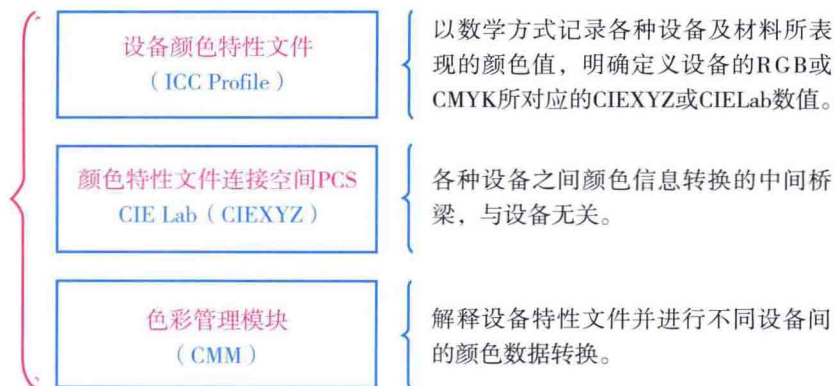 设备颜色特性文件
（ICC Profile）
以数学方式记录各种设备及材料所表
现的颜色值，明确定义设备的RGB或
CMYK所对应的CIEXYZ或CIELab数值。
颜色特性文件连接空间PCS
CIE Lab（CIEXYZ）
各种设备之间颜色信息转换的中间桥
梁，与设备无关。
色彩管理模块
（CMM）
解释设备特性文件并进行不同设备间
的颜色数据转换。